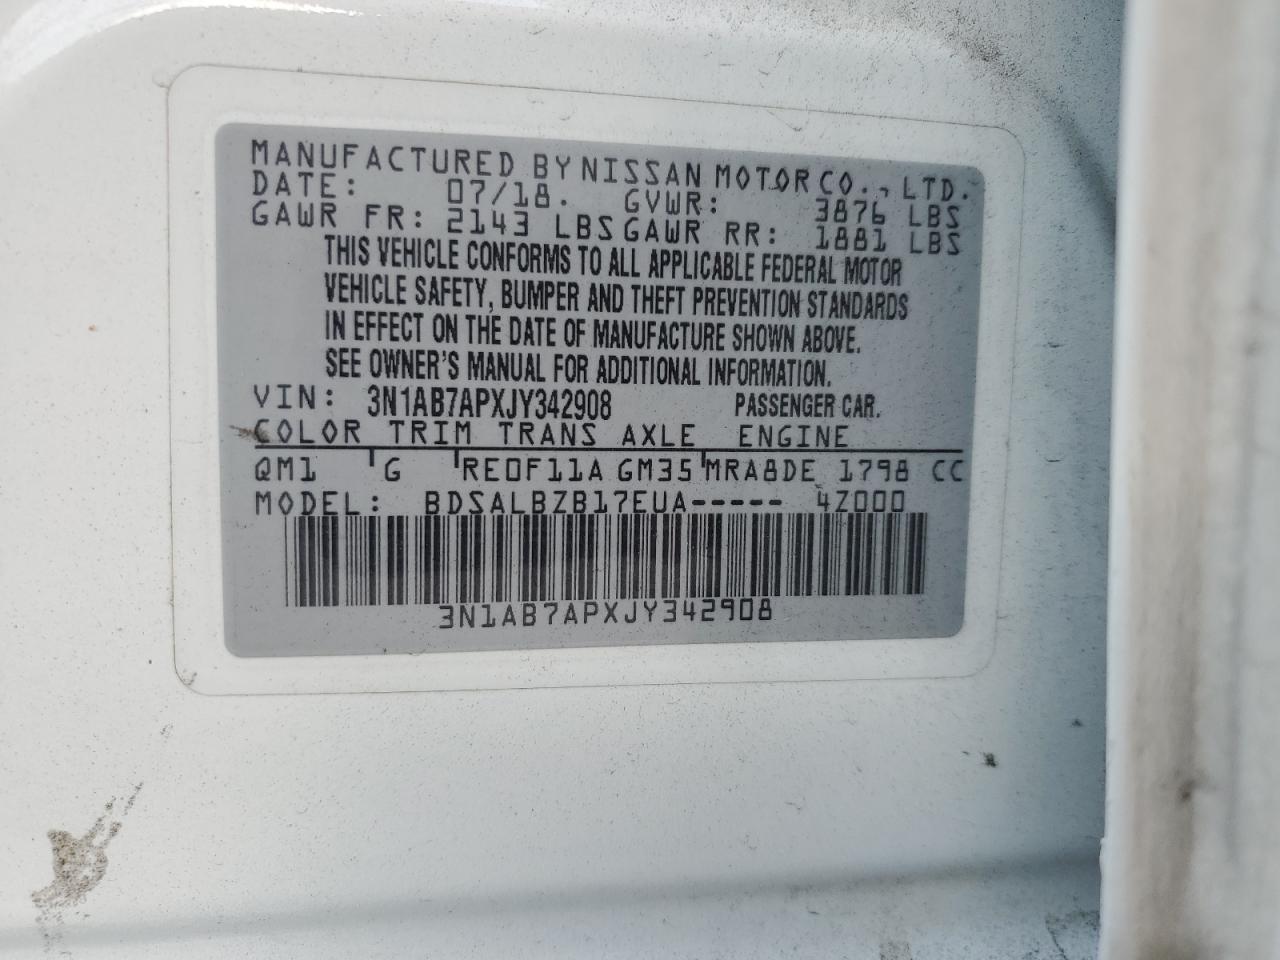 MANUFACTURED BY NISSAN MOTOR CO., LTD.
DATE: 07/18. GVWR: 3876 LBS
GAWR FR: 2143 LBS GAWR RR: 1881 LBS
THIS VEHICLE CONFORMS TO ALL APPLICABLE FEDERAL MOTOR
VEHICLE SAFETY, BUMPER AND THEFT PREVENTION STANDARDS
IN EFFECT ON THE DATE OF MANUFACTURE SHOWN ABOVE.
SEE OWNER'S MANUAL FOR ADDITIONAL INFORMATION.
VIN: 3N1AB7APXJY342908 PASSENGER CAR.
COLOR TRIM TRANS AXLE ENGINE
QM1 G RE0F11A GM35 MRA8DE 1798 CC
MODEL: BDSALBZB17EUA----- 4Z000
3N1AB7APXJY342908